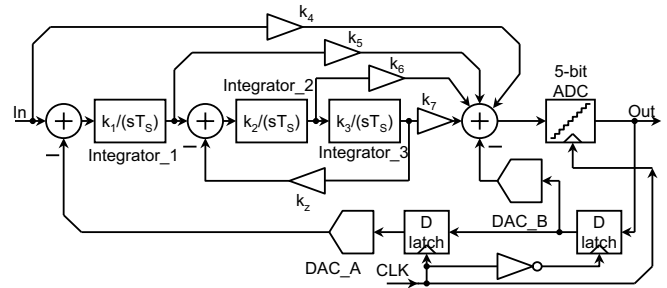 k4
k5
k6
k7
5-bit
ADC
Integrator_2
In
k1/(sTS)
k2/(sTS)
k3/(sTS)
Out
Integrator_1
Integrator_3
kz
DAC_A
D
latch
DAC_B
D
latch
CLK